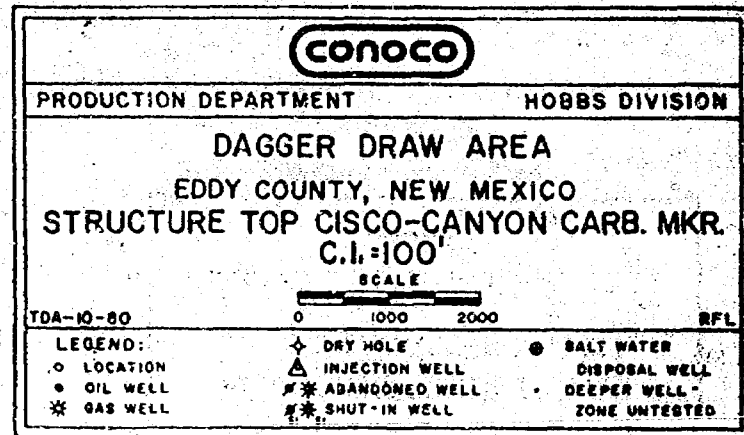 conoco
PRODUCTION DEPARTMENT HOBBS DIVISION
DAGGER DRAW AREA
EDDY COUNTY, NEW MEXICO
STRUCTURE TOP CISCO-CANYON CARB. MKR.
C.I.=100'
SCALE
TDA-10-80 0 1000 2000 RFL
LEGEND: DRY HOLE SALT WATER
LOCATION INJECTION WELL DISPOSAL WELL
OIL WELL ABANDONED WELL DEEPER WELL-
GAS WELL SHUT-IN WELL ZONE UNTESTED